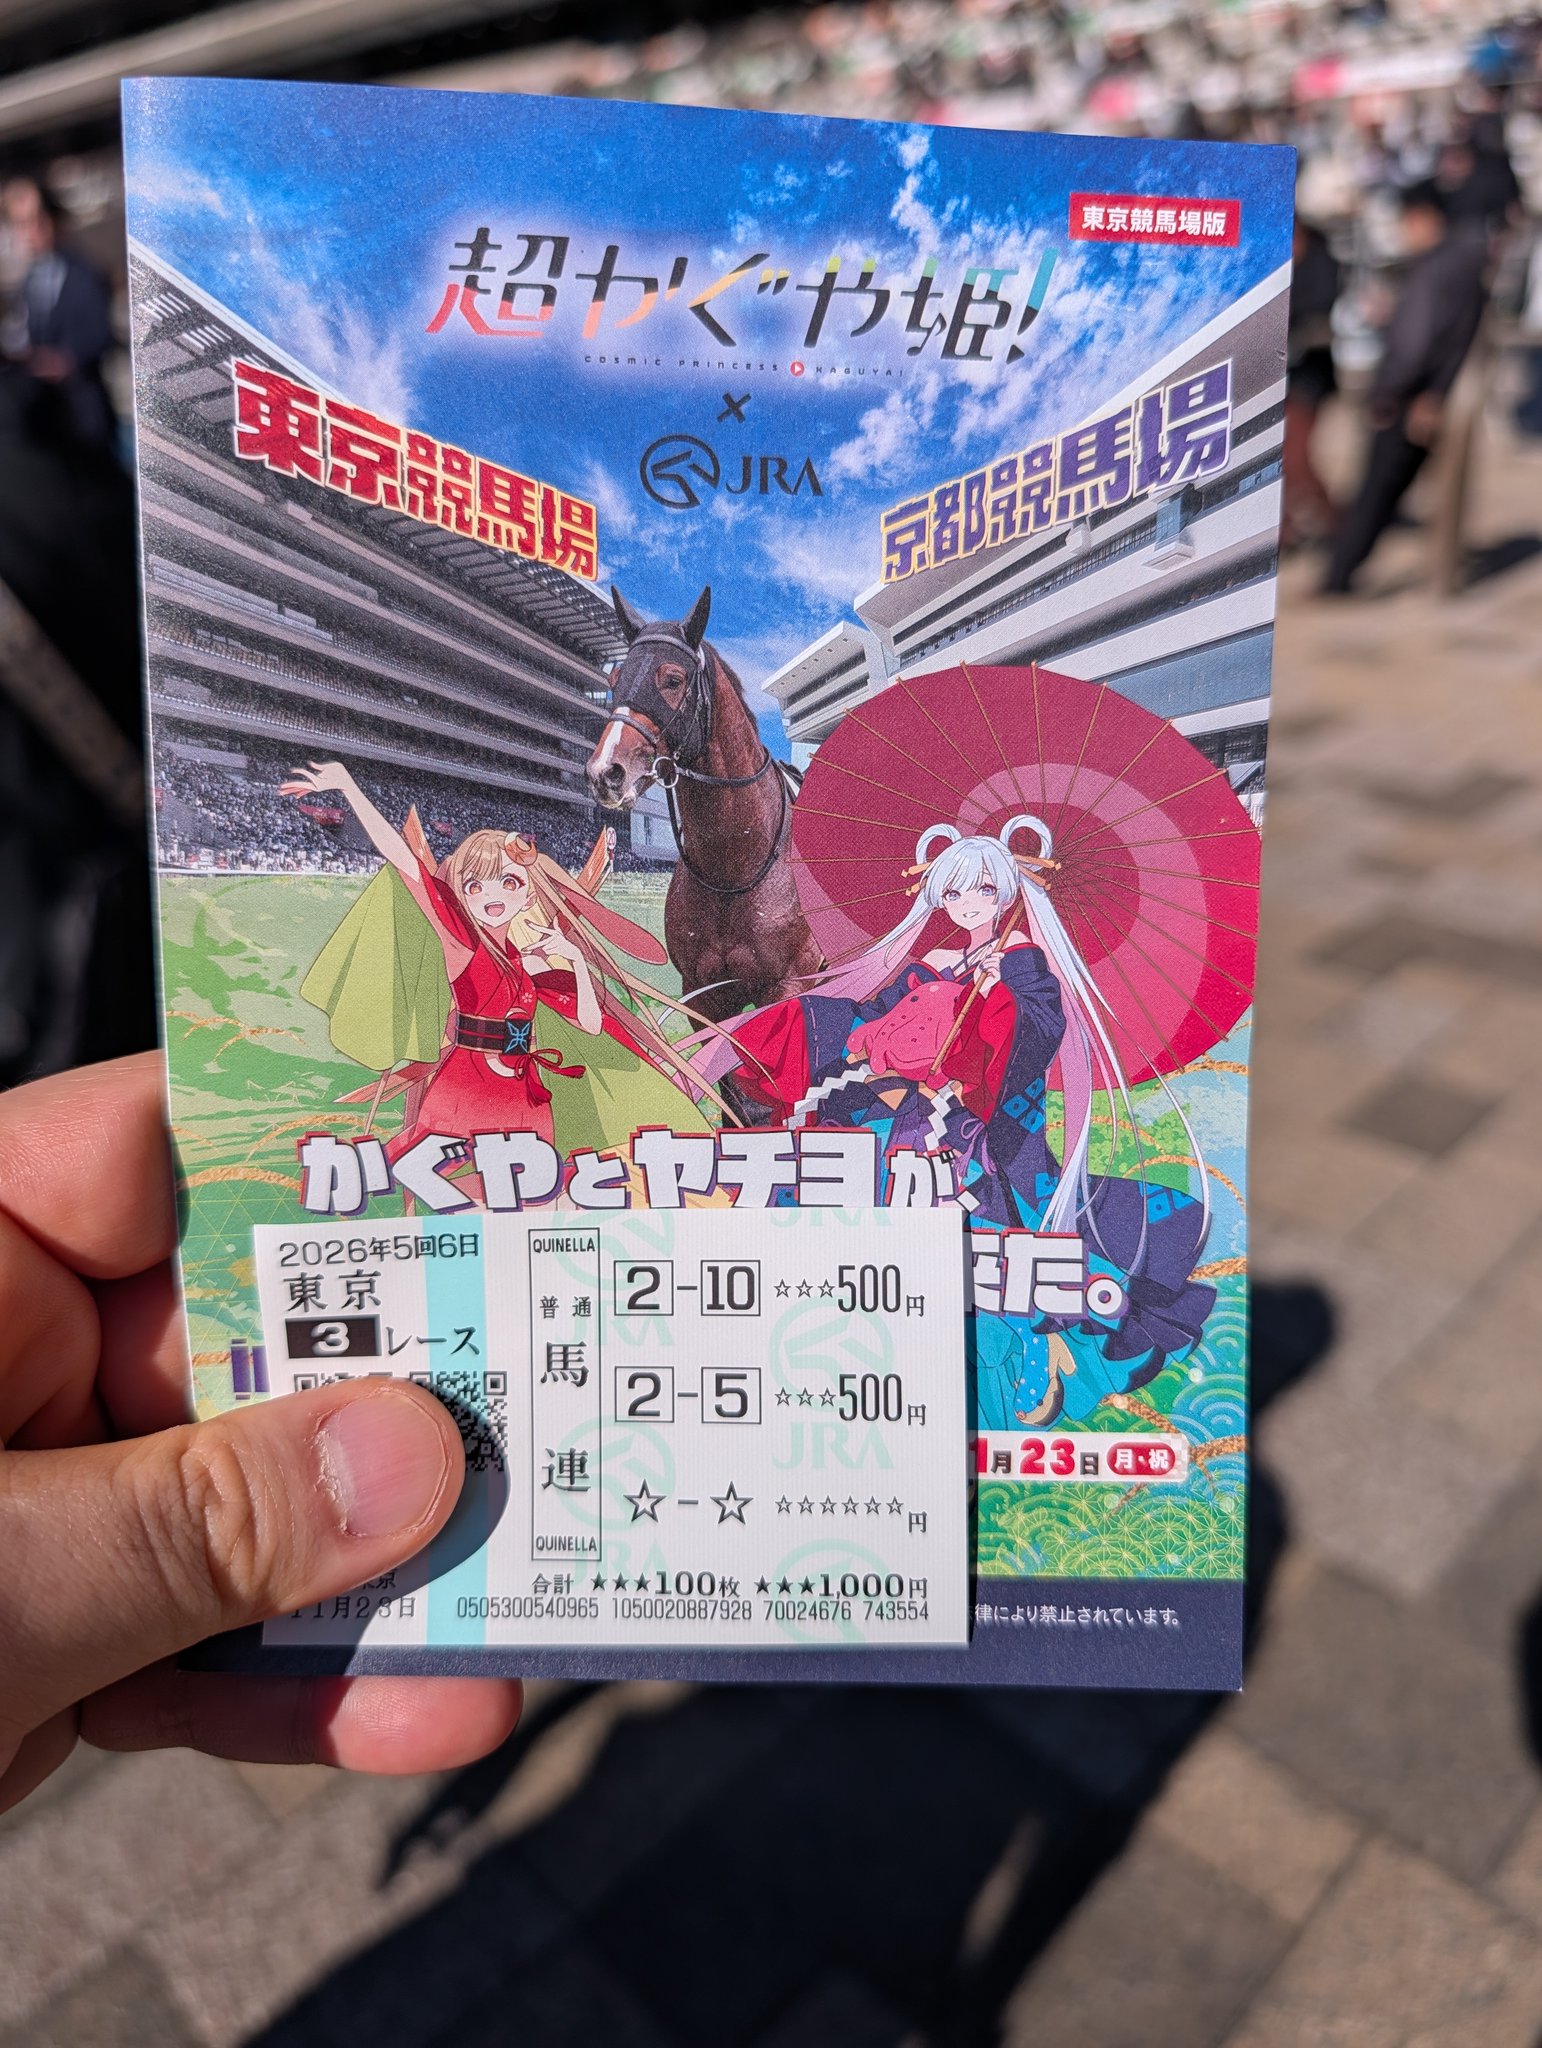 東京競馬場版
超かぐや姫!
COSMIC PRINCESS KAGUYA!
×
JRA
東京競馬場
京都競馬場
かぐやとヤチヨが、
来た。
1月23日 月・祝
律により禁止されています。
2026年5回6日
東京
3レース
QUINELLA
普通
馬連
QUINELLA
2-10 ☆☆☆500円
2-5 ☆☆☆500円
☆-☆ ☆☆☆☆☆☆円
合計 ★★★100枚 ★★★1,000円
東京
11月23日
0505300540965 1050020887928 70024676 743554
JRA